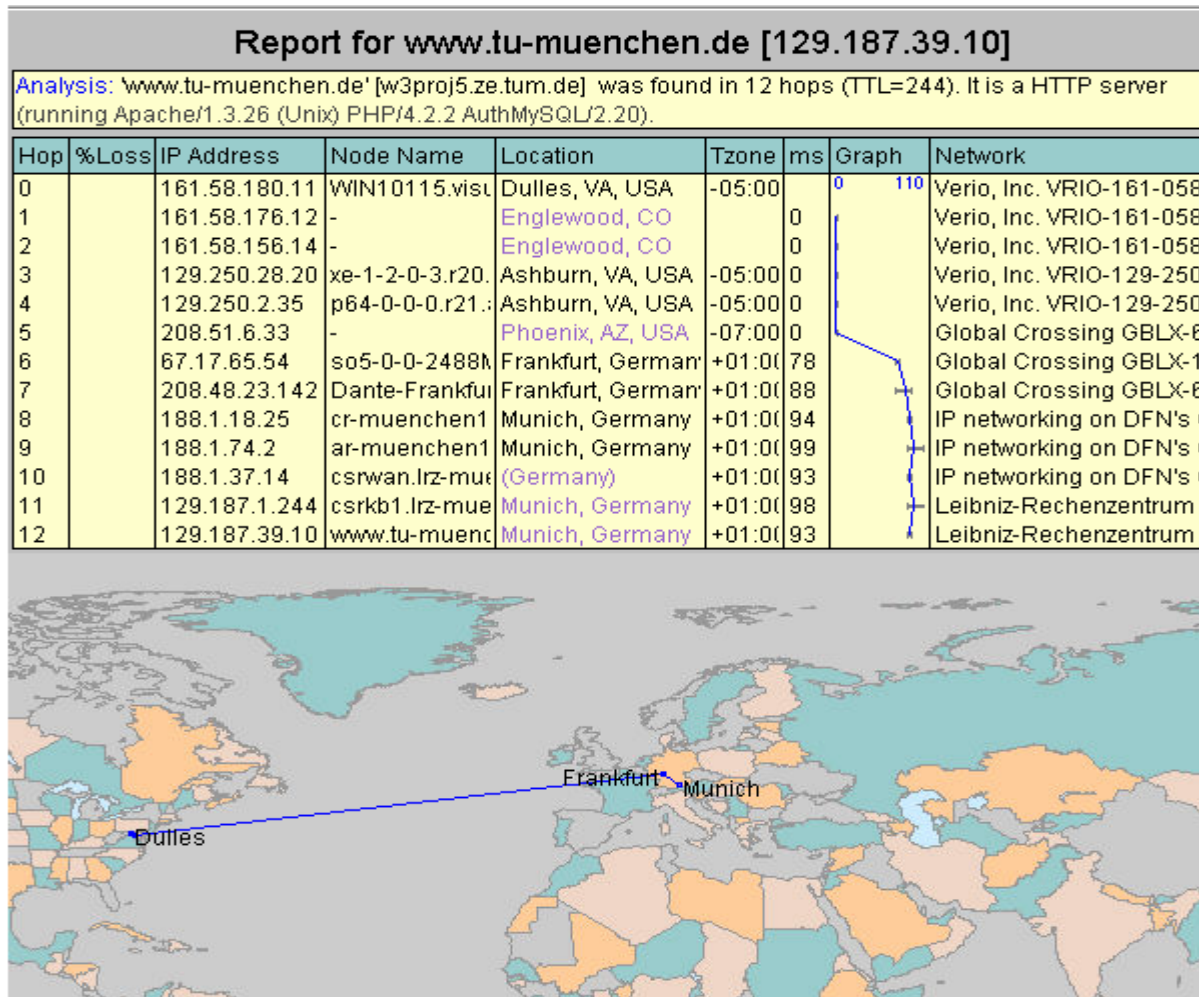 Report for www.tu-muenchen.de [129.187.39.10]
Analysis: 'www.tu-muenchen.de' [w3proj5.ze.tum.de] was found in 12 hops (TTL=244). It is a HTTP server
(running Apache/1.3.26 (Unix) PHP/4.2.2 AuthMySQL/2.20).
Hop %Loss IP Address Node Name Location Tzone ms Graph Network
0 161.58.180.11 WIN10115.visu Dulles, VA, USA -05:00 0 110 Verio, Inc. VRIO-161-058
1 161.58.176.12 - Englewood, CO 0 Verio, Inc. VRIO-161-058
2 161.58.156.14 - Englewood, CO 0 Verio, Inc. VRIO-161-058
3 129.250.28.20 xe-1-2-0-3.r20. Ashburn, VA, USA -05:00 0 Verio, Inc. VRIO-129-250
4 129.250.2.35 p64-0-0-0.r21. Ashburn, VA, USA -05:00 0 Verio, Inc. VRIO-129-250
5 208.51.6.33 - Phoenix, AZ, USA -07:00 0 Global Crossing GBLX-6
6 67.17.65.54 so5-0-0-2488M Frankfurt, German +01:0 78 Global Crossing GBLX-1
7 208.48.23.142 Dante-Frankfu Frankfurt, German +01:0 88 Global Crossing GBLX-6
8 188.1.18.25 cr-muenchen1 Munich, Germany +01:0 94 IP networking on DFN's
9 188.1.74.2 ar-muenchen1 Munich, Germany +01:0 99 IP networking on DFN's
10 188.1.37.14 csrwan.lrz-mue (Germany) +01:0 93 IP networking on DFN's
11 129.187.1.244 csrkb1.lrz-mue Munich, Germany +01:0 98 Leibniz-Rechenzentrum
12 129.187.39.10 www.tu-muenc Munich, Germany +01:0 93 Leibniz-Rechenzentrum
Frankfurt
Munich
Dulles